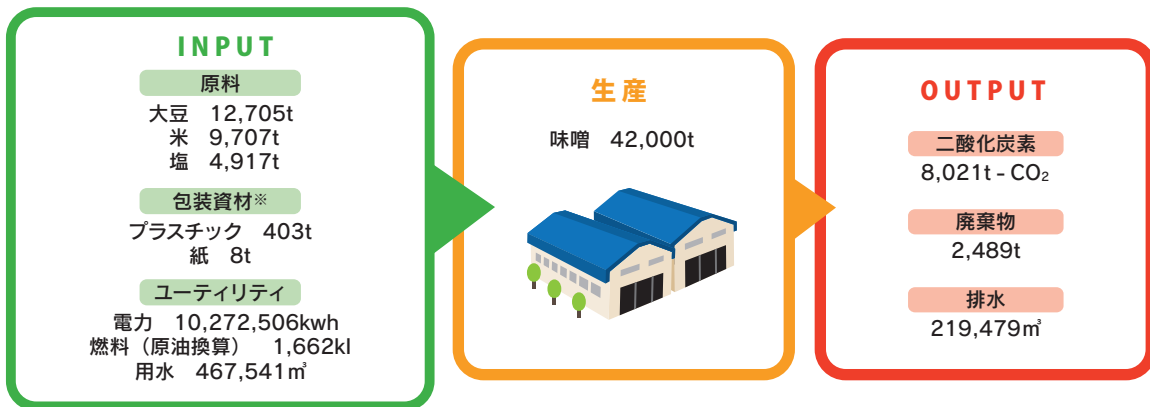 INPUT
原料
大豆 12,705t
米 9,707t
塩 4,917t
包装資材※
プラスチック 403t
紙 8t
ユーティリティ
電力 10,272,506kwh
燃料（原油換算） 1,662kl
用水 467,541㎥
生産
味噌 42,000t
OUTPUT
二酸化炭素
8,021t - CO₂
廃棄物
2,489t
排水
219,479㎥